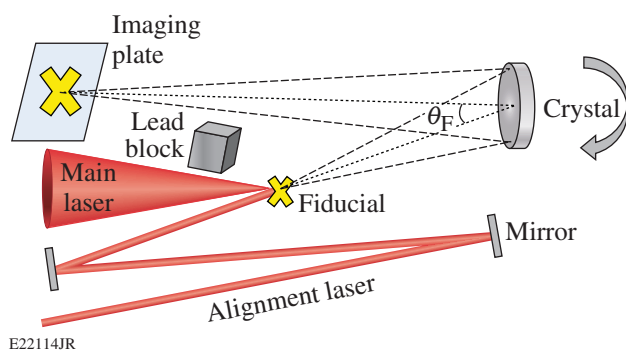 Imaging
plate
Lead
block
θF
Crystal
Main
laser
Fiducial
Mirror
Alignment laser
E22114JR